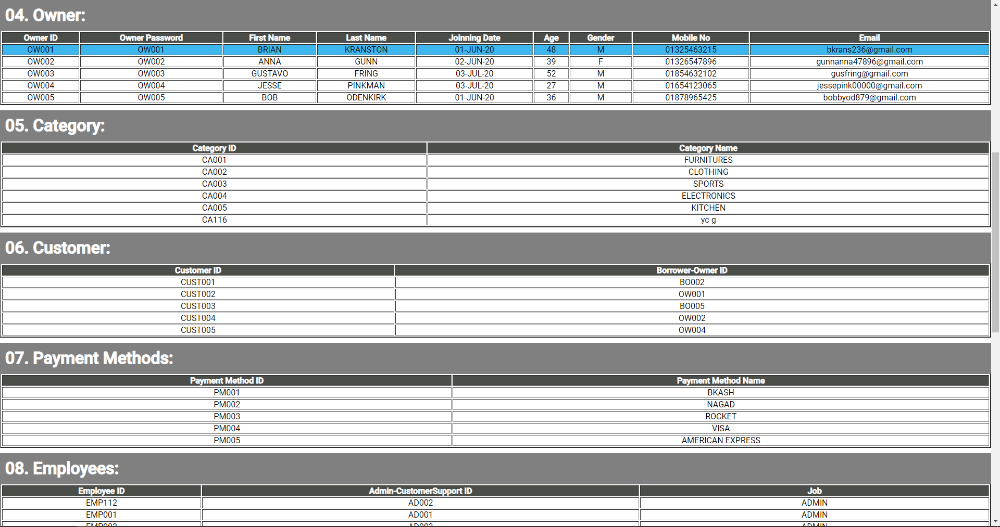 04. Owner:
Owner ID Owner Password First Name Last Name Joinning Date Age Gender Mobile No Email
OW001 OW001 BRIAN KRANSTON 01-JUN-20 48 M 01325463215 bkrans236@gmail.com
OW002 OW002 ANNA GUNN 02-JUN-20 39 F 01326547896 gunnanna47896@gmail.com
OW003 OW003 GUSTAVO FRING 03-JUL-20 52 M 01854632102 gusfring@gmail.com
OW004 OW004 JESSE PINKMAN 03-JUL-20 27 M 01654123065 jessepink00000@gmail.com
OW005 OW005 BOB ODENKIRK 01-JUN-20 36 M 01878965425 bobbyod879@gmail.com
05. Category:
Category ID Category Name
CA001 FURNITURES
CA002 CLOTHING
CA003 SPORTS
CA004 ELECTRONICS
CA005 KITCHEN
CA116 yc g
06. Customer:
Customer ID Borrower-Owner ID
CUST001 BO002
CUST002 OW001
CUST003 BO005
CUST004 OW002
CUST005 OW004
07. Payment Methods:
Payment Method ID Payment Method Name
PM001 BKASH
PM002 NAGAD
PM003 ROCKET
PM004 VISA
PM005 AMERICAN EXPRESS
08. Employees:
Employee ID Admin-CustomerSupport ID Job
EMP112 AD002 ADMIN
EMP001 AD001 ADMIN
ADMIN